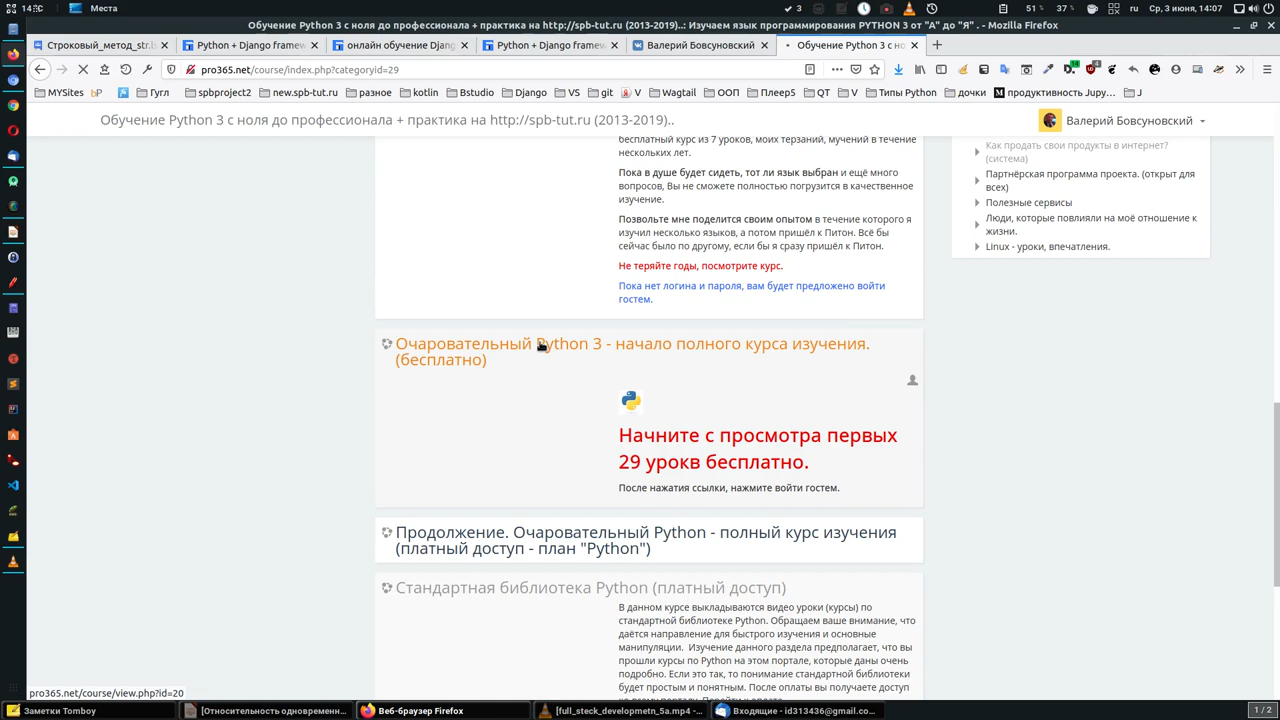 14:08
Места
3
51 %
37 %
ru
Ср, 3 июня, 14:07
Обучение Python 3 с ноля до профессионала + практика на http://spb-tut.ru (2013-2019)..: Изучаем язык программирования PYTHON 3 от "А" до "Я" . - Mozilla Firefox
Строковый_метод_str.ls
Python + Django framew
онлайн обучение Djang
Python + Django framew
Валерий Бовсуновский
Обучение Python 3 с но
pro365.net/course/index.php?categoryid=29
MYSites
Гугл
spbproject2
new.spb-tut.ru
разное
kotlin
Bstudio
Django
VS
git
V
Wagtail
ООП
Плеер5
QT
V
Типы Python
дочки
продуктивность Jupy...
J
Обучение Python 3 с ноля до профессионала + практика на http://spb-tut.ru (2013-2019)..
Валерий Бовсуновский
бесплатный курс из 7 уроков, моих терзаний, мучений в течение
нескольких лет.
Пока в душе будет сидеть, тот ли язык выбран и ещё много
вопросов, Вы не сможете полностью погрузится в качественное
изучение.
Позвольте мне поделится своим опытом в течение которого я
изучил несколько языков, а потом пришёл к Питон. Всё бы
сейчас было по другому, если бы я сразу пришёл к Питон.
Не теряйте годы, посмотрите курс.
Пока нет логина и пароля, вам будет предложено войти
гостем.
Как продать свои продукты в интернет?
(система)
Партнёрская программа проекта. (открыт для
всех)
Полезные сервисы
Люди, которые повлияли на моё отношение к
жизни.
Linux - уроки, впечатления.
Очаровательный Python 3 - начало полного курса изучения.
(бесплатно)
Начните с просмотра первых
29 урокв бесплатно.
После нажатия ссылки, нажмите войти гостем.
Продолжение. Очаровательный Python - полный курс изучения
(платный доступ - план "Python")
Стандартная библиотека Python (платный доступ)
В данном курсе выкладываются видео уроки (курсы) по
стандартной библиотеке Python. Обращаем ваше внимание, что
даётся направление для быстрого изучения и основные
манипуляции. Изучение данного раздела предполагает, что вы
прошли курсы по Python на этом портале, которые даны очень
подробно. Если это так, то понимание стандартной библиотеки
будет простым и понятным. После оплаты вы получаете доступ
pro365.net/course/view.php?id=20
Заметки Tomboy
[Относительность одновременн...
Веб-браузер Firefox
[full_steck_developmetn_5a.mp4 -...
Входящие - id313436@gmail.co...
1 / 2